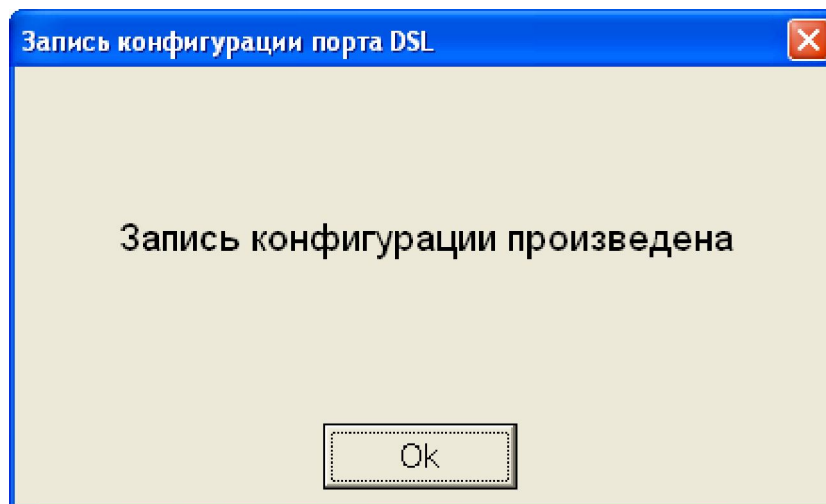 Запись конфигурации порта DSL
Запись конфигурации произведена
Ok